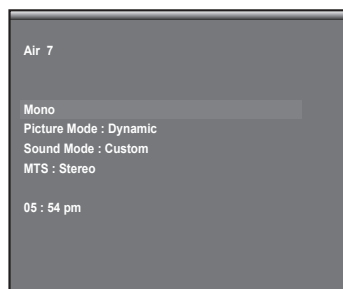 Air 7
Mono
Picture Mode : Dynamic
Sound Mode : Custom
MTS : Stereo
05 : 54 pm